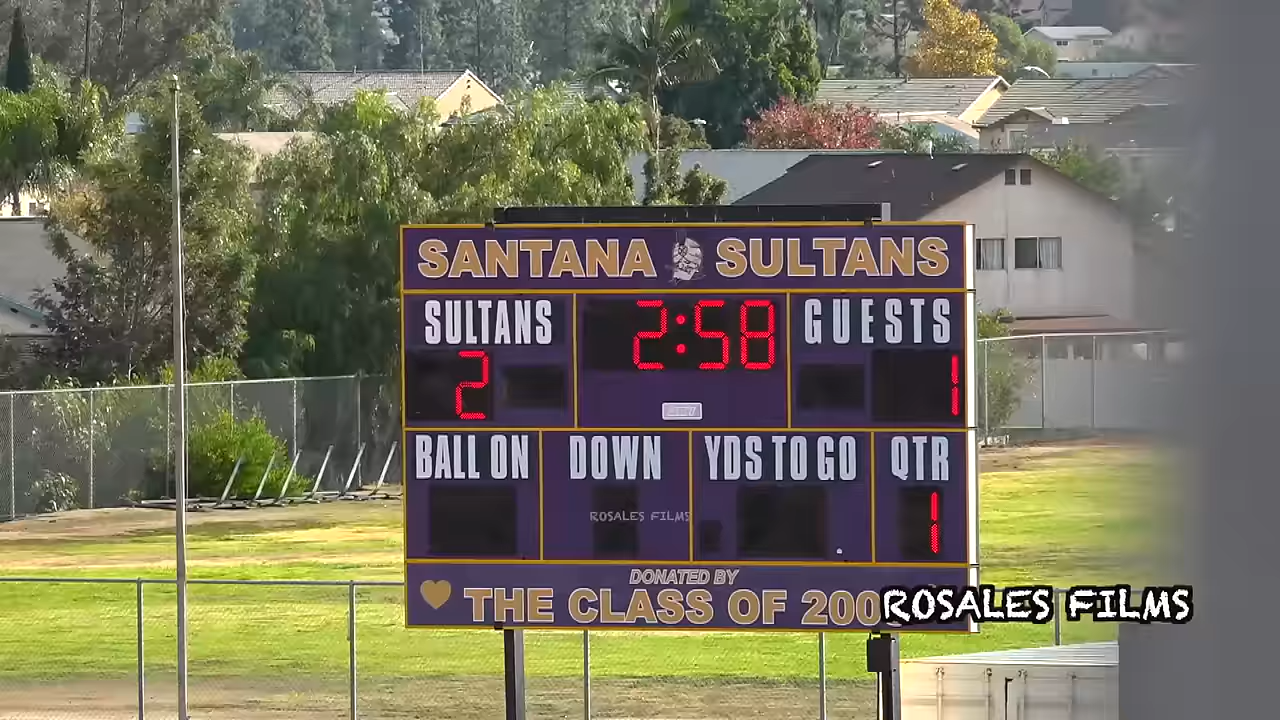 SANTANA SULTANS
SULTANS 2:58 GUESTS
2 1
BALL ON DOWN YDS TO GO QTR
1
ROSALES FILMS
DONATED BY
THE CLASS OF
ROSALES FILMS